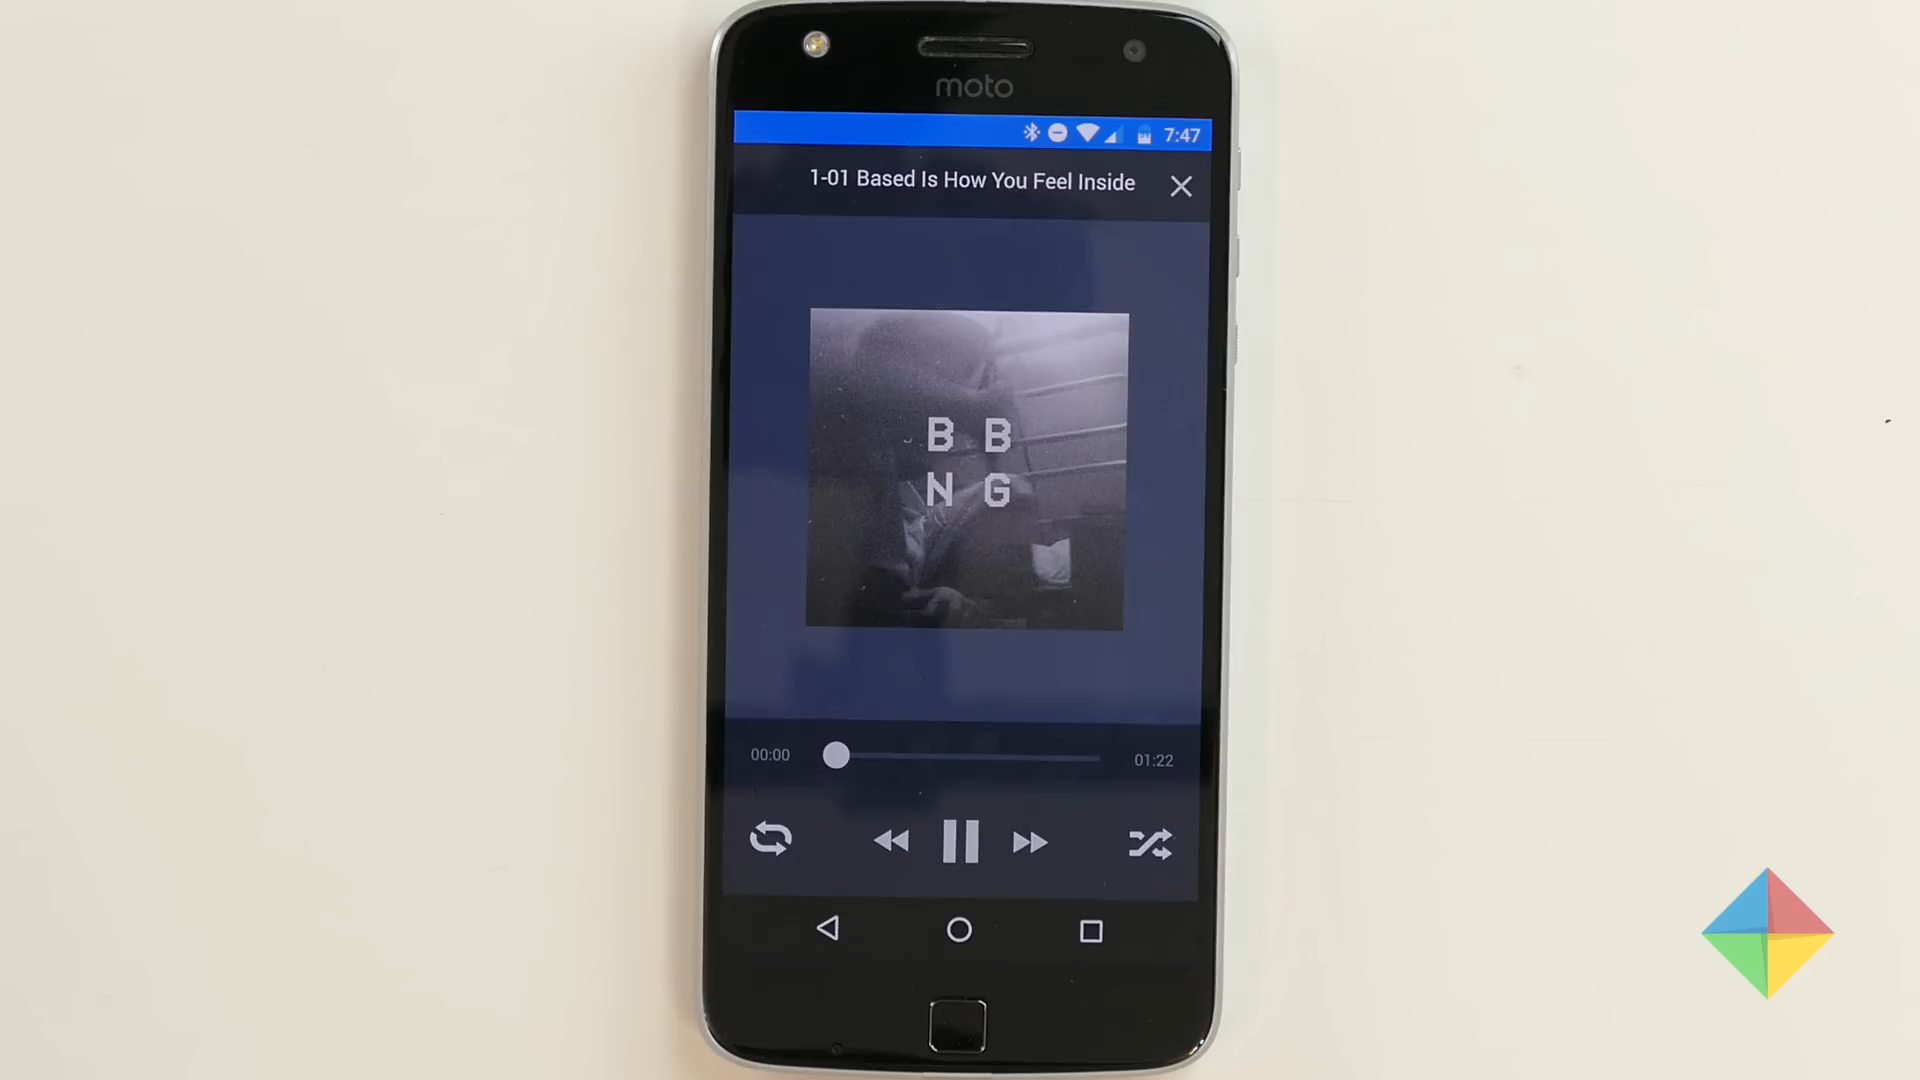 moto
7:47
1-01 Based Is How You Feel Inside
B B
N G
00:00
01:22